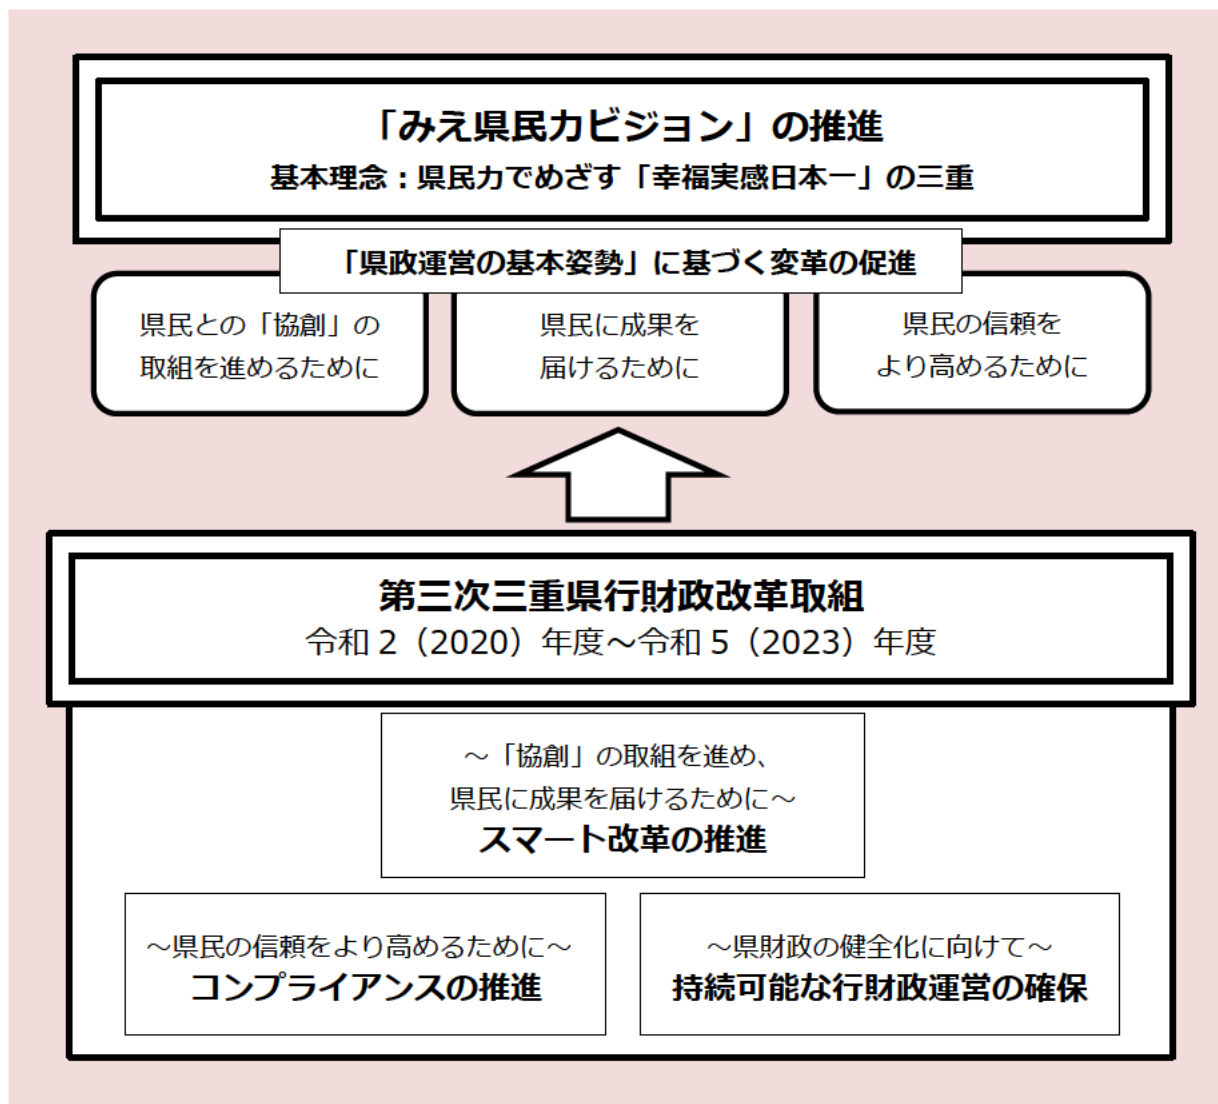 「みえ県民力ビジョン」の推進
基本理念：県民力でめざす「幸福実感日本一」の三重
「県政運営の基本姿勢」に基づく変革の促進
県民との「協創」の
取組を進めるために
県民に成果を
届けるために
県民の信頼を
より高めるために
第三次三重県行財政改革取組
令和２（2020）年度～令和５（2023）年度
～「協創」の取組を進め、
県民に成果を届けるために～
スマート改革の推進
～県民の信頼をより高めるために～
コンプライアンスの推進
～県財政の健全化に向けて～
持続可能な行財政運営の確保